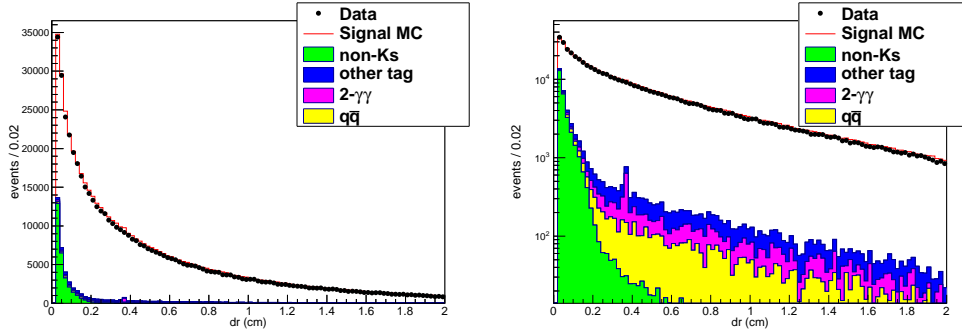 events / 0.02
35000
30000
25000
20000
15000
10000
5000
0
0 0.2 0.4 0.6 0.8 1 1.2 1.4 1.6 1.8 2
dr (cm)
Data
Signal MC
non-Ks
other tag
2-γγ
qq̅
events / 0.02
10⁴
10³
10²
0 0.2 0.4 0.6 0.8 1 1.2 1.4 1.6 1.8 2
dr (cm)
Data
Signal MC
non-Ks
other tag
2-γγ
qq̅